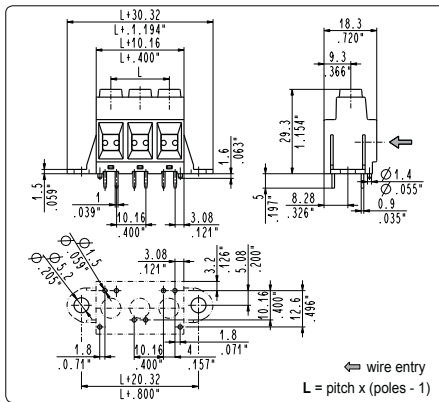 L+30.32
L+.1.194"
L+10.16
L+.400"
L
18.3
.720"
9.3
.366"
29.3
1.154"
1.6
.063"
1.5
.059"
1
.039"
10.16
.400"
3.08
.121"
5
.197"
8.28
.326"
Ø 1.4
Ø .055"
0.9
.035"
Ø 1.5
Ø .059"
Ø 5.2
Ø .205"
3.08
.121"
3.2
.126"
5.08
.200"
10.16
.400"
12.6
.496"
1.8
.071"
1.8
0.71"
10.16
.400"
4
.157"
L+20.32
L+.800"
wire entry
L = pitch x (poles - 1)